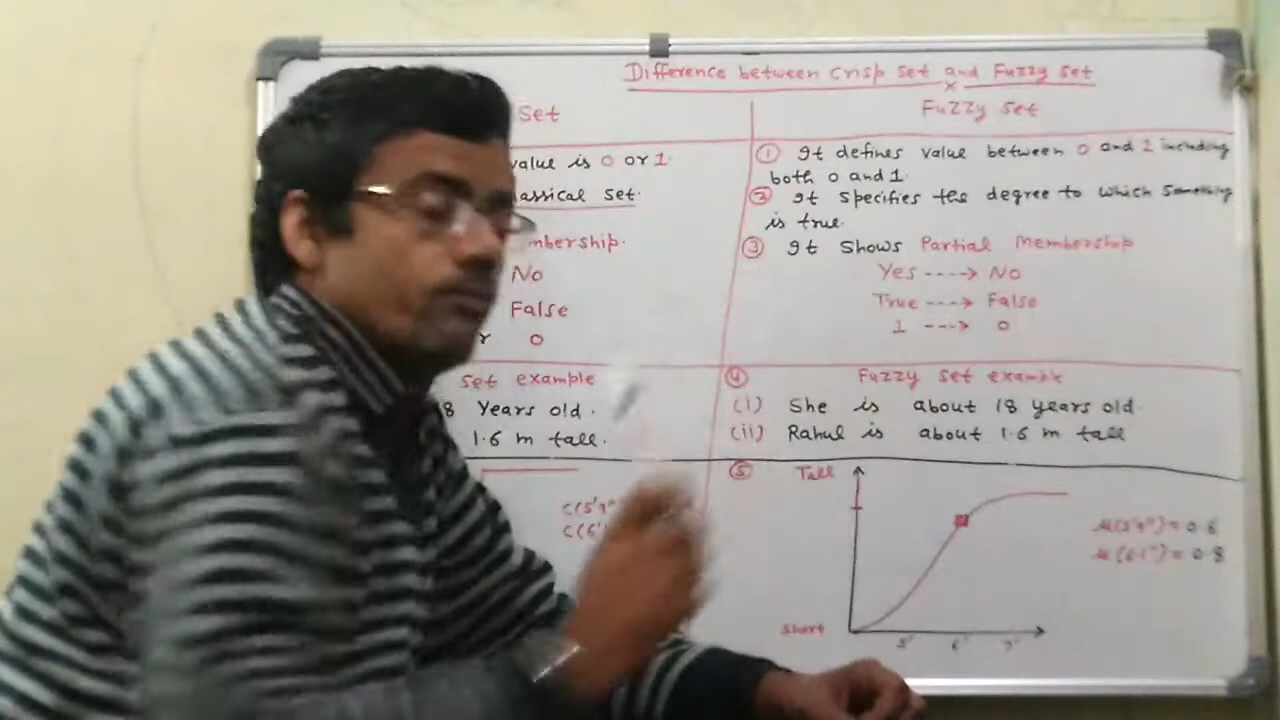 Difference between Crisp Set and Fuzzy Set
Set
value is 0 or 1.
assical set.
mbership.
No
False
r 0
set example
8 Years old.
1.6 m tall.
C(5'9"
C(6'
Fuzzy Set
① It defines value between 0 and 1 including
both 0 and 1.
② It specifies the degree to which something
is true.
③ It shows Partial Membership
Yes ----> No
True ----> False
1 ---> 0
④ Fuzzy set example
(i) She is about 18 years old.
(ii) Rahul is about 1.6 m tall
⑤ Tall
μ(5'9") = 0.6
μ(6'1") = 0.8
Short
5' 6' 7'